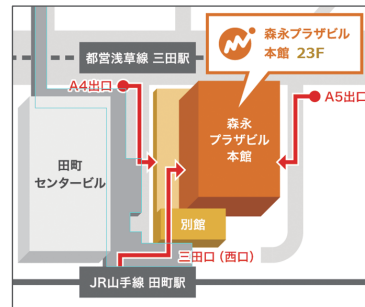 森永プラザビル
本館 23F
都営浅草線 三田駅
A4出口
A5出口
森永
プラザビル
本館
田町
センタービル
別館
三田口（西口）
JR山手線 田町駅